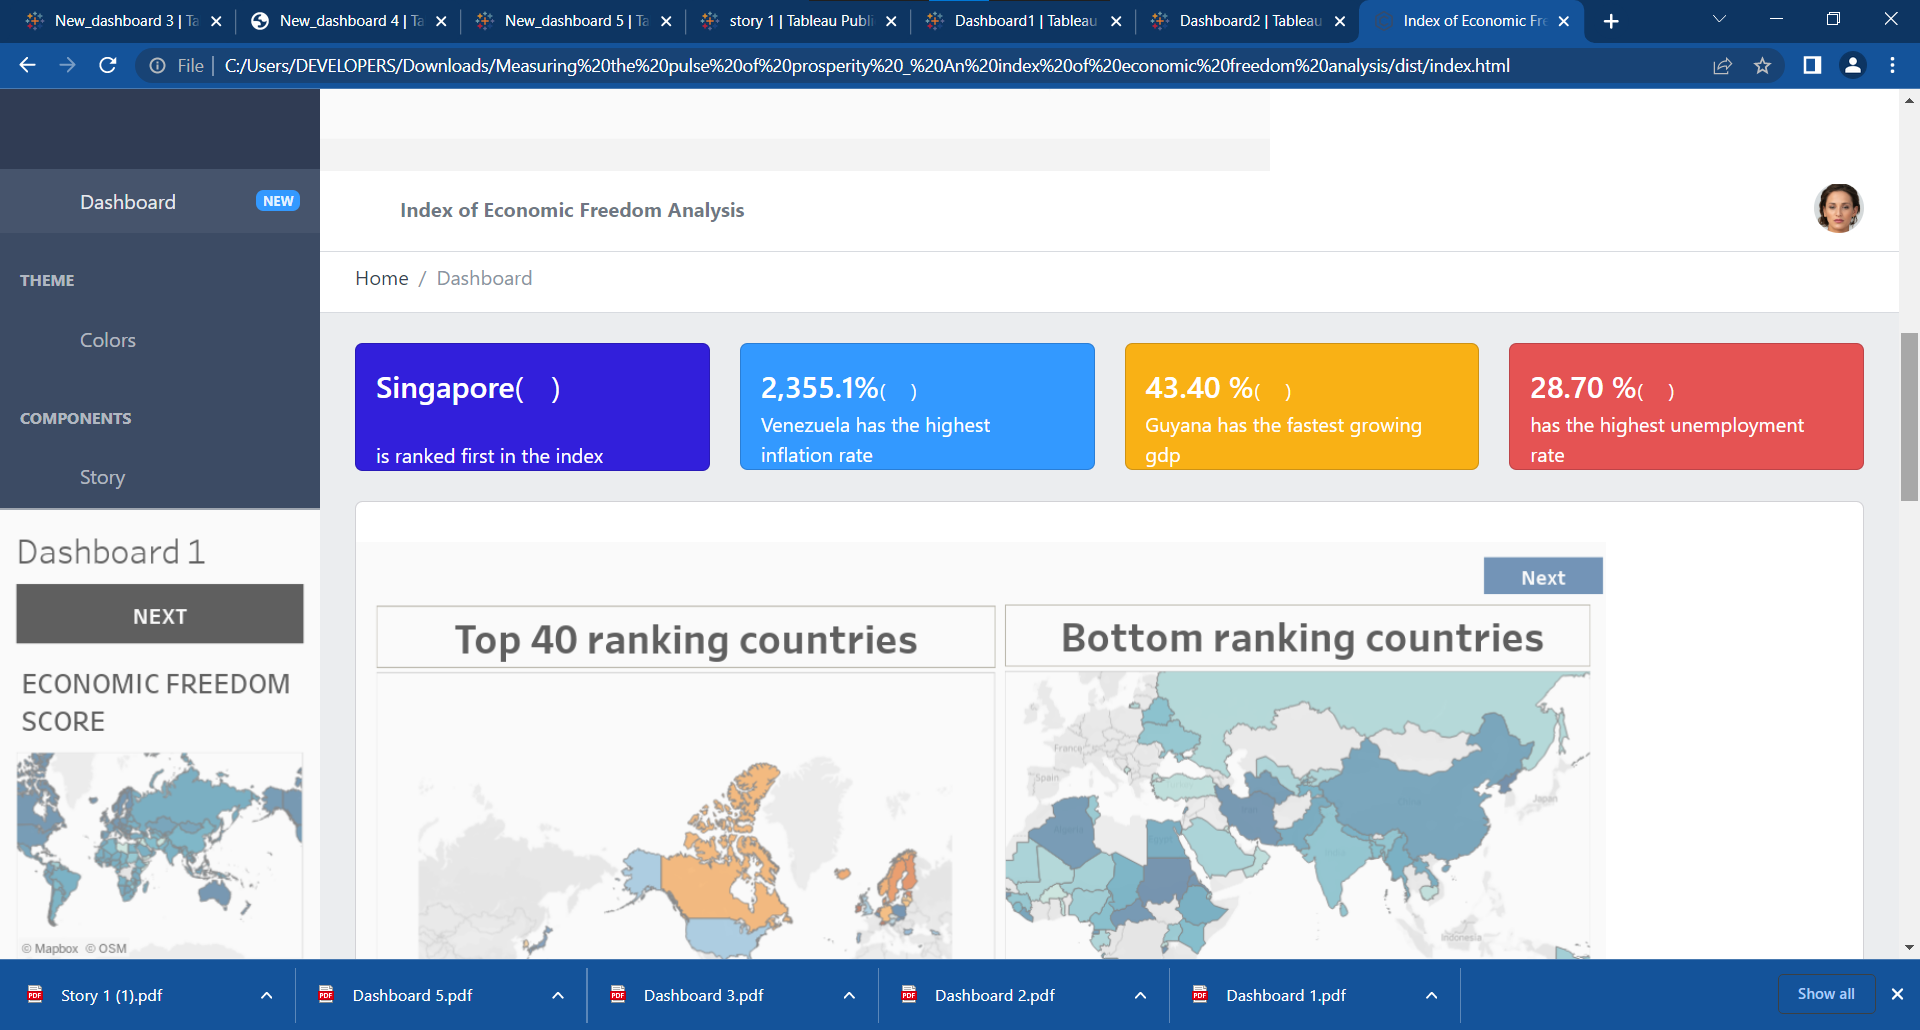 New_dashboard 3 | Ta
New_dashboard 4 | Ta
New_dashboard 5 | Ta
story 1 | Tableau Publi
Dashboard1 | Tableau
Dashboard2 | Tableau
Index of Economic Fre
File
C:/Users/DEVELOPERS/Downloads/Measuring%20the%20pulse%20of%20prosperity%20_%20An%20index%20of%20economic%20freedom%20analysis/dist/index.html
Dashboard
NEW
THEME
Colors
COMPONENTS
Story
Dashboard 1
NEXT
ECONOMIC FREEDOM
SCORE
© Mapbox © OSM
Index of Economic Freedom Analysis
Home / Dashboard
Singapore( )
is ranked first in the index
2,355.1%( )
Venezuela has the highest
inflation rate
43.40 %( )
Guyana has the fastest growing
gdp
28.70 %( )
has the highest unemployment
rate
Next
Top 40 ranking countries
Bottom ranking countries
France
Spain
Japan
Indonesia
Story 1 (1).pdf
Dashboard 5.pdf
Dashboard 3.pdf
Dashboard 2.pdf
Dashboard 1.pdf
Show all